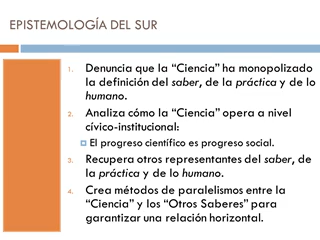 EPISTEMOLOGÍA DEL SUR
1. Denuncia que la “Ciencia” ha monopolizado
la definición del saber, de la práctica y de lo
humano.
2. Analiza cómo la “Ciencia” opera a nivel
cívico-institucional:
El progreso científico es progreso social.
3. Recupera otros representantes del saber, de
la práctica y de lo humano.
4. Crea métodos de paralelismos entre la
“Ciencia” y los “Otros Saberes” para
garantizar una relación horizontal.